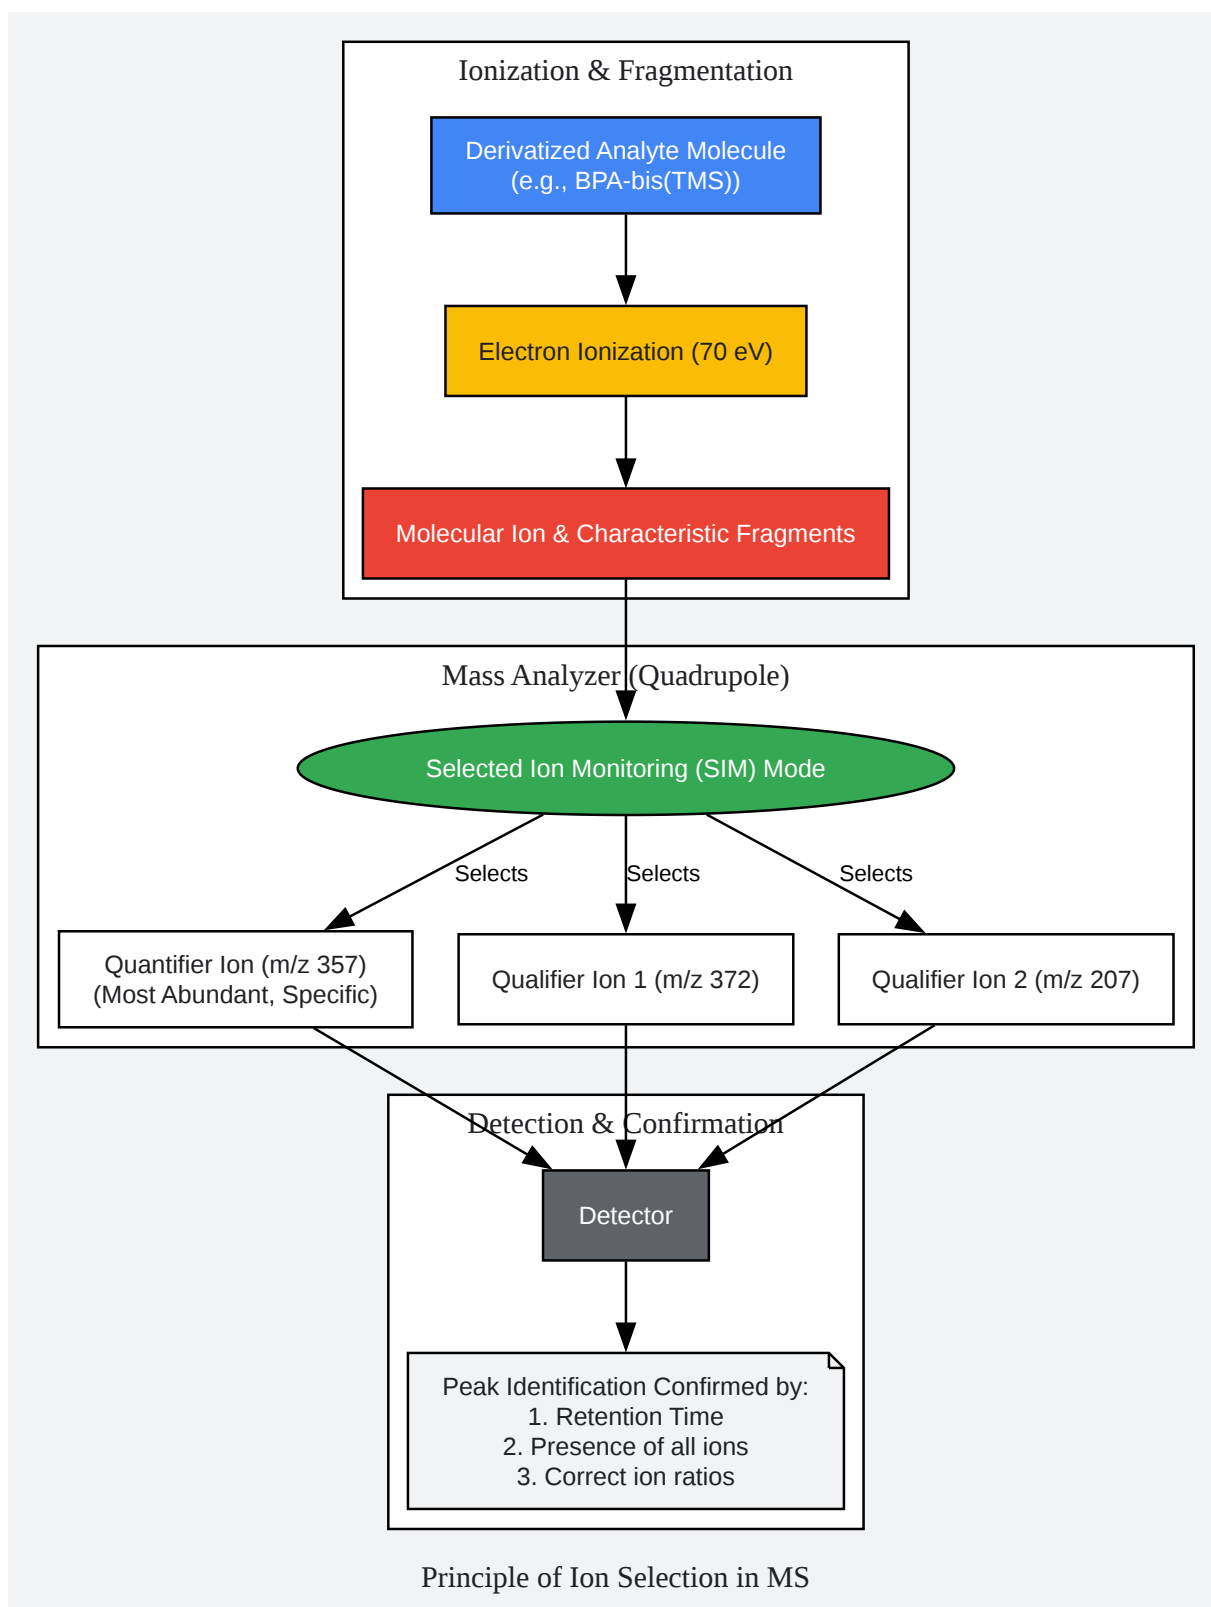 Ionization & Fragmentation
Derivatized Analyte Molecule
(e.g., BPA-bis(TMS))
Electron Ionization (70 eV)
Molecular Ion & Characteristic Fragments
Mass Analyzer (Quadrupole)
Selected Ion Monitoring (SIM) Mode
Selects
Selects
Selects
Quantifier Ion (m/z 357)
(Most Abundant, Specific)
Qualifier Ion 1 (m/z 372)
Qualifier Ion 2 (m/z 207)
Detection & Confirmation
Detector
Peak Identification Confirmed by:
1. Retention Time
2. Presence of all ions
3. Correct ion ratios
Principle of Ion Selection in MS